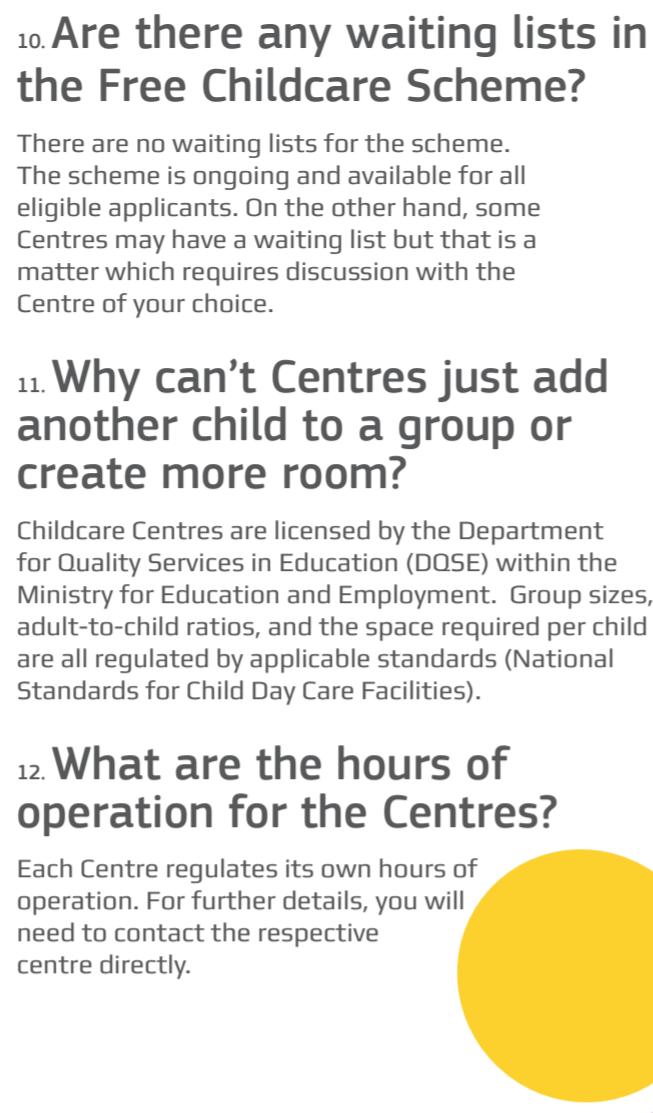 10. Are there any waiting lists in
the Free Childcare Scheme?
There are no waiting lists for the scheme.
The scheme is ongoing and available for all
eligible applicants. On the other hand, some
Centres may have a waiting list but that is a
matter which requires discussion with the
Centre of your choice.
11. Why can’t Centres just add
another child to a group or
create more room?
Childcare Centres are licensed by the Department
for Quality Services in Education (DQSE) within the
Ministry for Education and Employment.  Group sizes,
adult-to-child ratios, and the space required per child
are all regulated by applicable standards (National
Standards for Child Day Care Facilities).
12. What are the hours of
operation for the Centres?
Each Centre regulates its own hours of
operation. For further details, you will
need to contact the respective
centre directly.